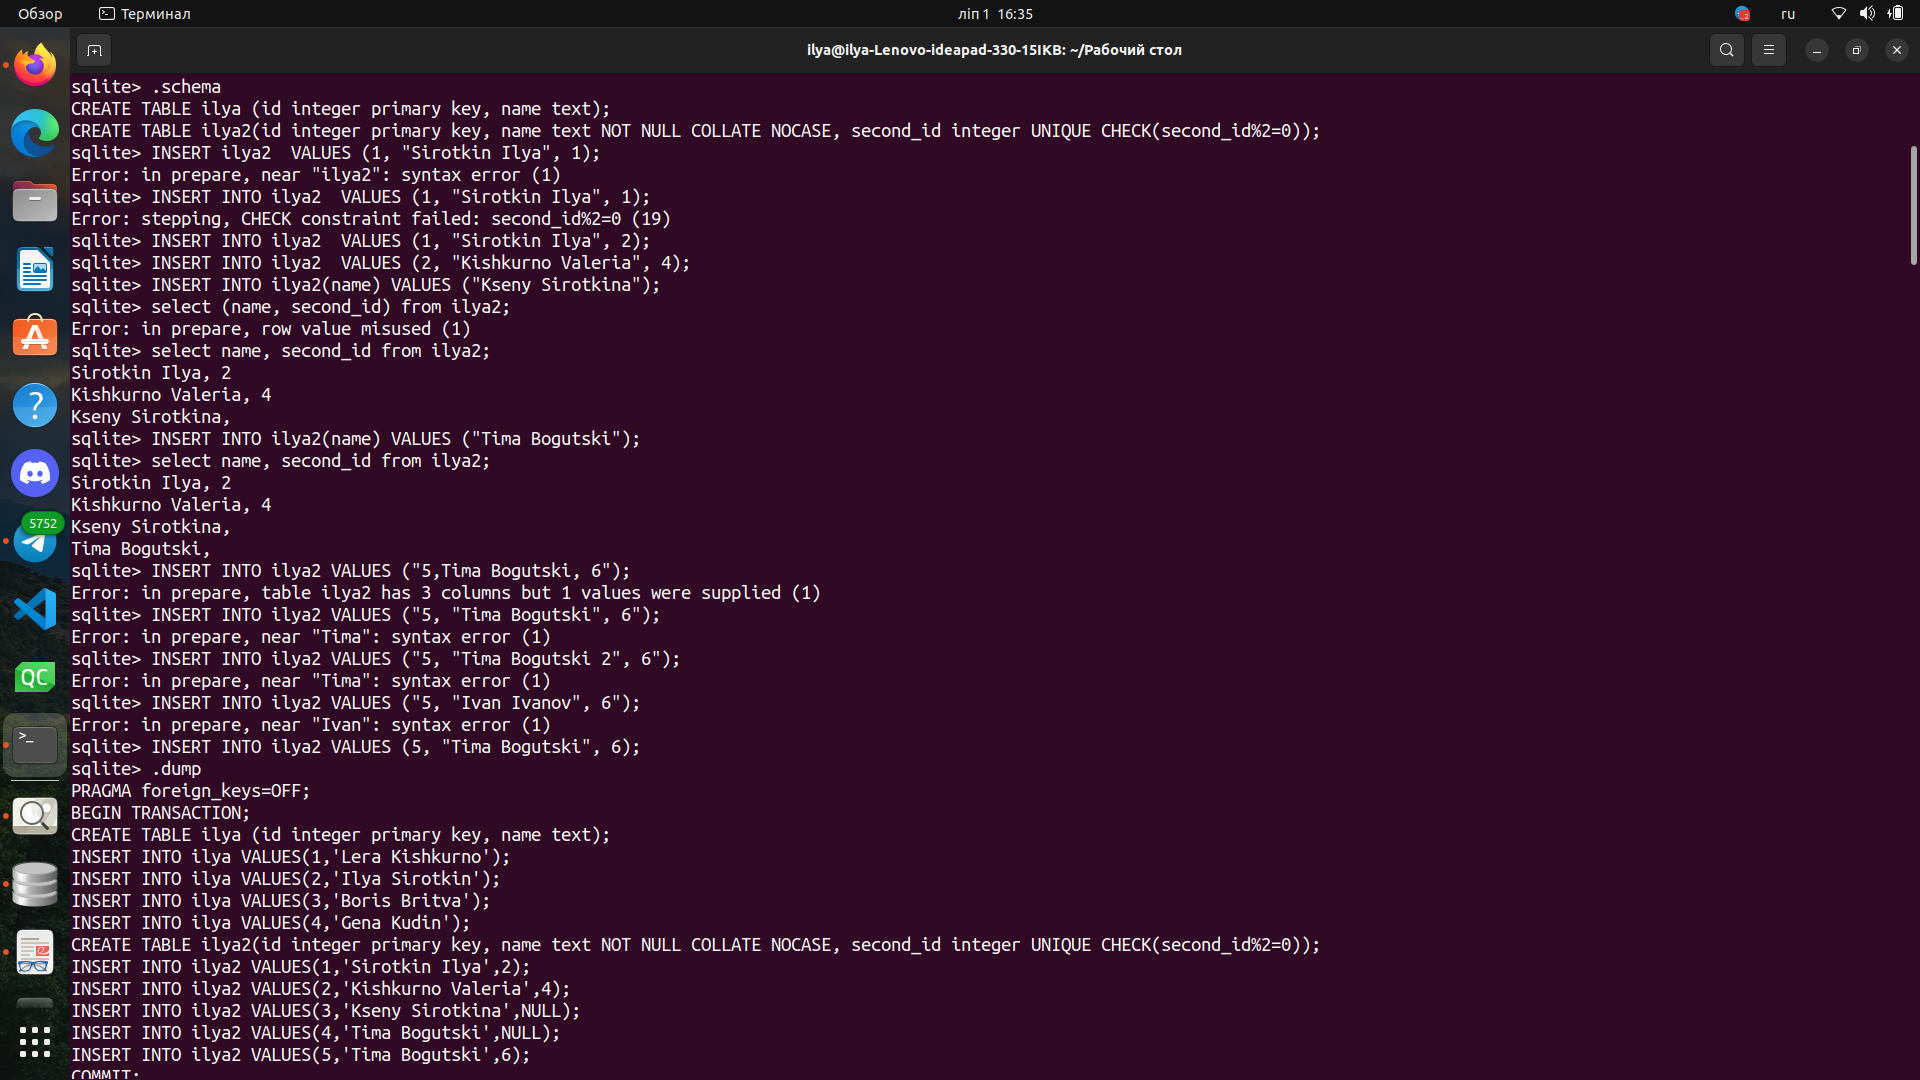 Обзор
Терминал
ліп 1 16:35
ru
ilya@ilya-Lenovo-ideapad-330-15IKB: ~/Рабочий стол
sqlite> .schema
CREATE TABLE ilya (id integer primary key, name text);
CREATE TABLE ilya2(id integer primary key, name text NOT NULL COLLATE NOCASE, second_id integer UNIQUE CHECK(second_id%2=0));
sqlite> INSERT ilya2  VALUES (1, "Sirotkin Ilya", 1);
Error: in prepare, near "ilya2": syntax error (1)
sqlite> INSERT INTO ilya2  VALUES (1, "Sirotkin Ilya", 1);
Error: stepping, CHECK constraint failed: second_id%2=0 (19)
sqlite> INSERT INTO ilya2  VALUES (1, "Sirotkin Ilya", 2);
sqlite> INSERT INTO ilya2  VALUES (2, "Kishkurno Valeria", 4);
sqlite> INSERT INTO ilya2(name) VALUES ("Kseny Sirotkina");
sqlite> select (name, second_id) from ilya2;
Error: in prepare, row value misused (1)
sqlite> select name, second_id from ilya2;
Sirotkin Ilya, 2
Kishkurno Valeria, 4
Kseny Sirotkina,
sqlite> INSERT INTO ilya2(name) VALUES ("Tima Bogutski");
sqlite> select name, second_id from ilya2;
Sirotkin Ilya, 2
Kishkurno Valeria, 4
Kseny Sirotkina,
Tima Bogutski,
sqlite> INSERT INTO ilya2 VALUES ("5,Tima Bogutski, 6");
Error: in prepare, table ilya2 has 3 columns but 1 values were supplied (1)
sqlite> INSERT INTO ilya2 VALUES ("5, "Tima Bogutski", 6");
Error: in prepare, near "Tima": syntax error (1)
sqlite> INSERT INTO ilya2 VALUES ("5, "Tima Bogutski 2", 6");
Error: in prepare, near "Tima": syntax error (1)
sqlite> INSERT INTO ilya2 VALUES ("5, "Ivan Ivanov", 6");
Error: in prepare, near "Ivan": syntax error (1)
sqlite> INSERT INTO ilya2 VALUES (5, "Tima Bogutski", 6);
sqlite> .dump
PRAGMA foreign_keys=OFF;
BEGIN TRANSACTION;
CREATE TABLE ilya (id integer primary key, name text);
INSERT INTO ilya VALUES(1,'Lera Kishkurno');
INSERT INTO ilya VALUES(2,'Ilya Sirotkin');
INSERT INTO ilya VALUES(3,'Boris Britva');
INSERT INTO ilya VALUES(4,'Gena Kudin');
CREATE TABLE ilya2(id integer primary key, name text NOT NULL COLLATE NOCASE, second_id integer UNIQUE CHECK(second_id%2=0));
INSERT INTO ilya2 VALUES(1,'Sirotkin Ilya',2);
INSERT INTO ilya2 VALUES(2,'Kishkurno Valeria',4);
INSERT INTO ilya2 VALUES(3,'Kseny Sirotkina',NULL);
INSERT INTO ilya2 VALUES(4,'Tima Bogutski',NULL);
INSERT INTO ilya2 VALUES(5,'Tima Bogutski',6);
COMMIT;
5752
QC
>_